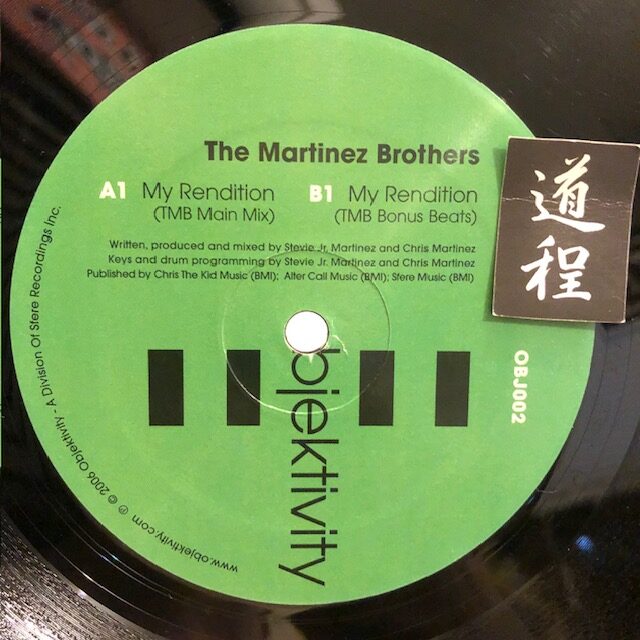 The Martinez Brothers
A1 My Rendition
(TMB Main Mix)
B1 My Rendition
(TMB Bonus Beats)
Written, produced and mixed by Stevie Jr. Martinez and Chris Martinez
Keys and drum programming by Stevie Jr. Martinez and Chris Martinez
Published by Chris The Kid Music (BMI); Alter Call Music (BMI); Stere Music (BMI)
道程
OBJ002
objektivity
www.objektivity.com ℗ © 2006 Objektivity - A Division Of Stere Recordings Inc.